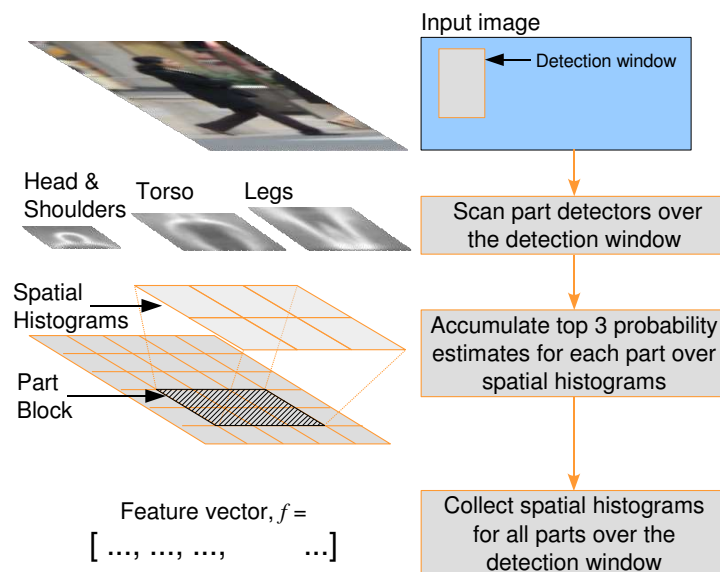 Input image
Detection window
Head &
Shoulders
Torso
Legs
Scan part detectors over
the detection window
Spatial
Histograms
Accumulate top 3 probability
estimates for each part over
spatial histograms
Part
Block
Feature vector, f =
[ ..., ..., ..., ...]
Collect spatial histograms
for all parts over the
detection window